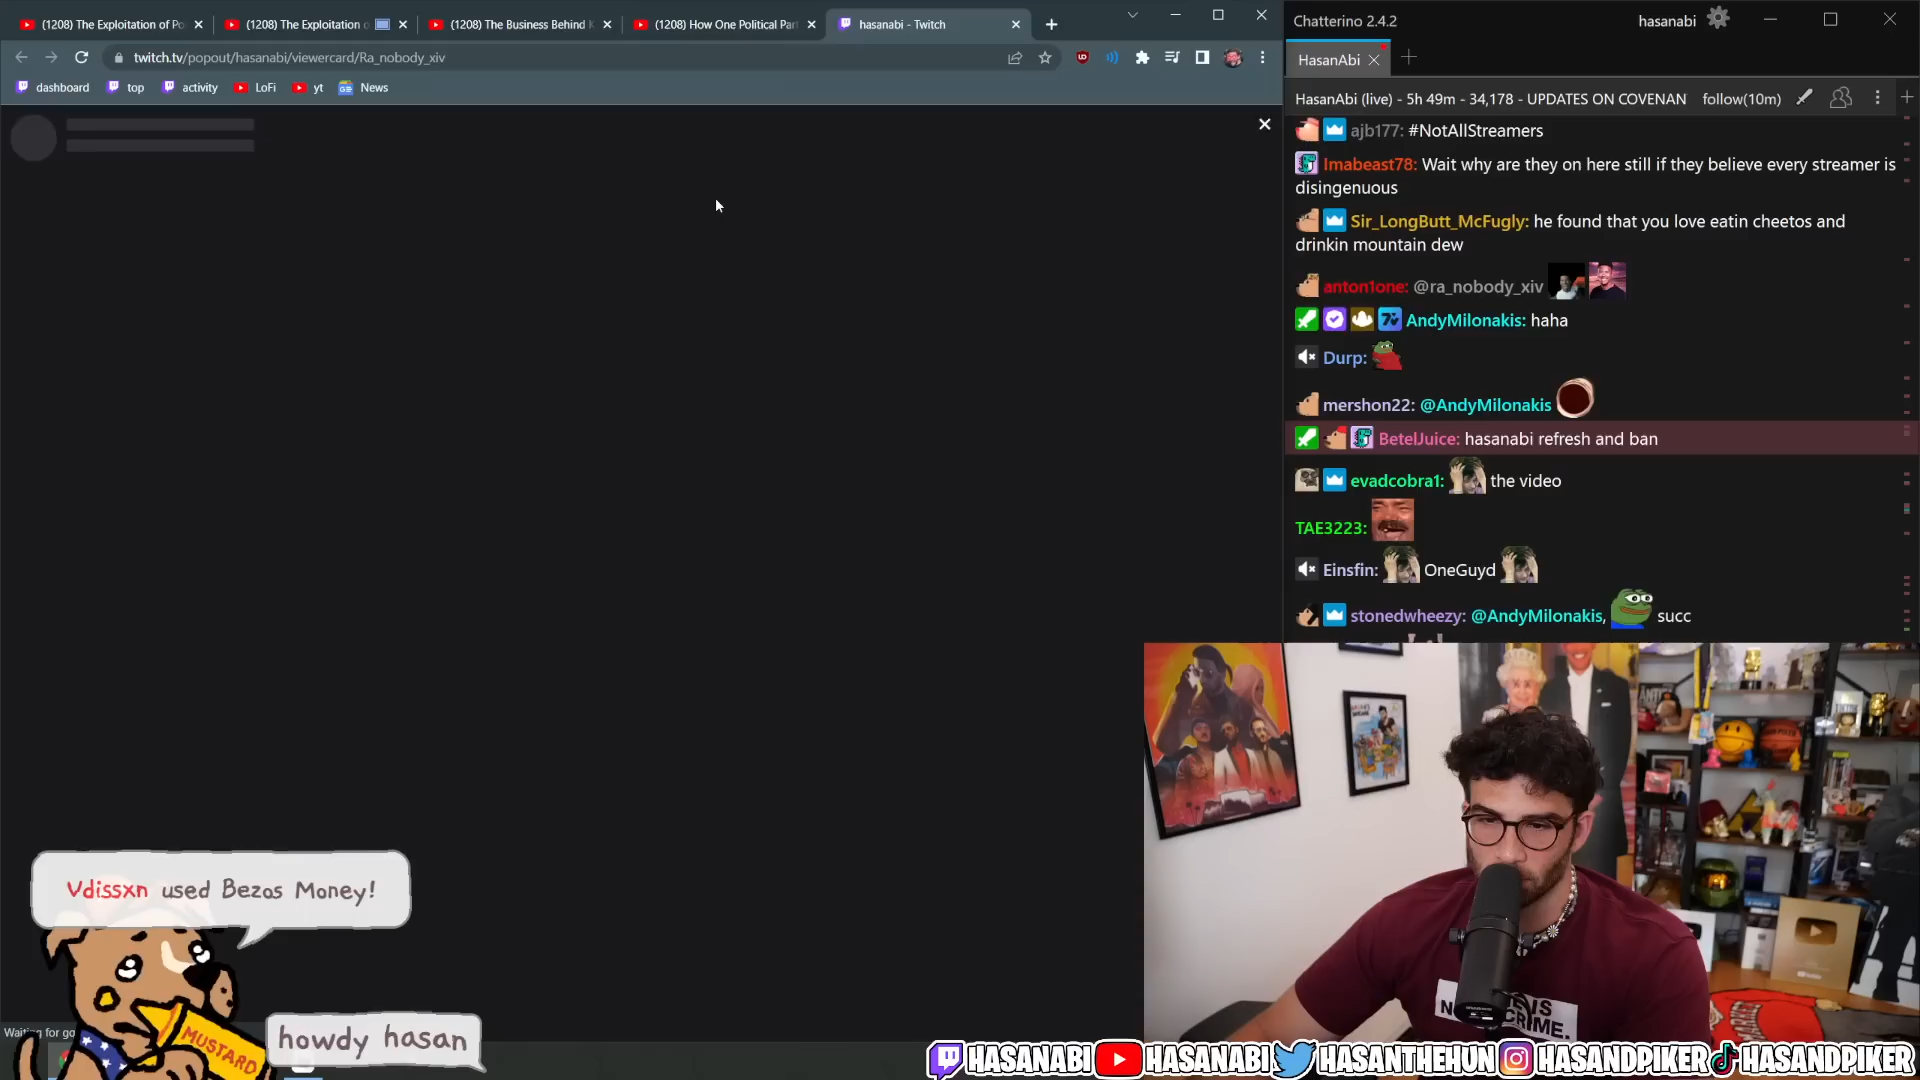 (1208) The Exploitation of Po
(1208) The Exploitation o
(1208) The Business Behind K
(1208) How One Political Par
hasanabi - Twitch
twitch.tv/popout/hasanabi/viewercard/Ra_nobody_xiv
dashboard
top
activity
LoFi
yt
News
Chatterino 2.4.2
hasanabi
HasanAbi
HasanAbi (live) - 5h 49m - 34,178 - UPDATES ON COVENAN
follow(10m)
ajb177: #NotAllStreamers
Imabeast78: Wait why are they on here still if they believe every streamer is
disingenuous
Sir_LongButt_McFugly: he found that you love eatin cheetos and
drinkin mountain dew
anton1one: @ra_nobody_xiv
AndyMilonakis: haha
Durp:
mershon22: @AndyMilonakis
BetelJuice: hasanabi refresh and ban
evadcobra1: the video
TAE3223:
Einsfin: OneGuyd
stonedwheezy: @AndyMilonakis, succ
Vdissxn used Bezos Money!
Waiting for go
MUSTARD
howdy hasan
HASANABI
HASANABI
HASANTHEHUN
HASANDPIKER
HASANDPIKER